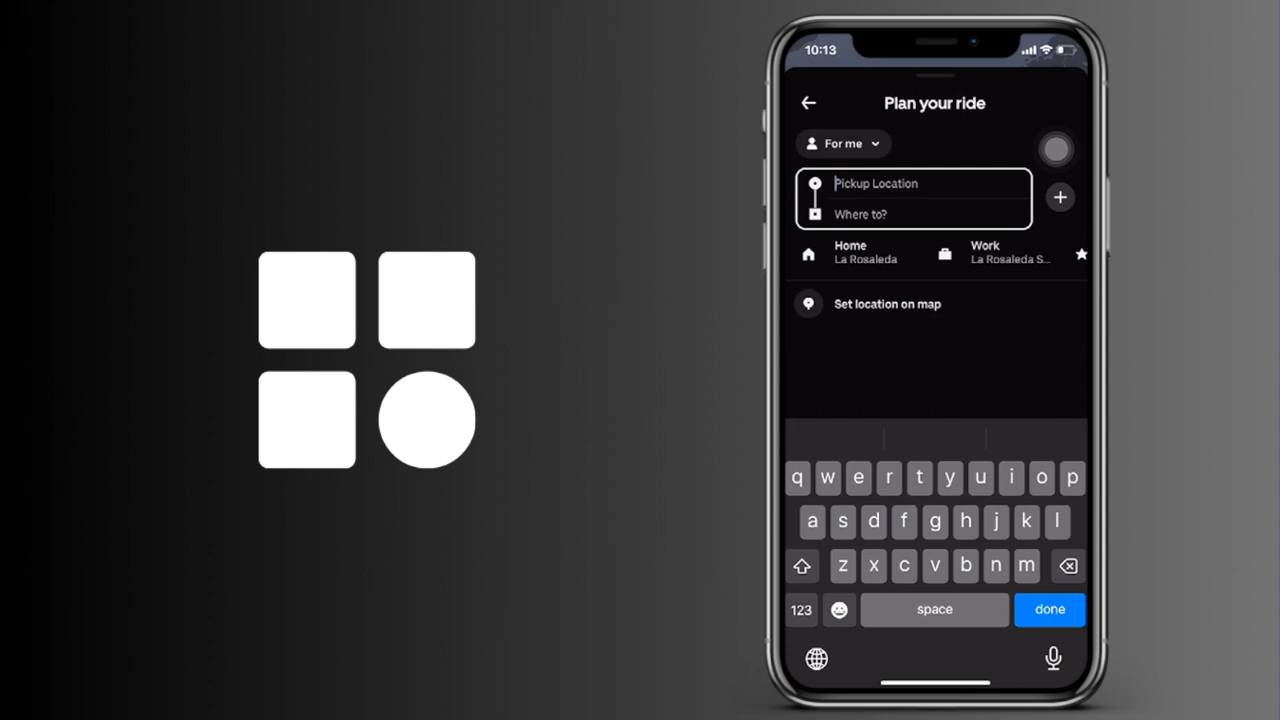 10:13
Plan your ride
For me
Pickup Location
Where to?
Home
La Rosaleda
Work
La Rosaleda S...
Set location on map
q w e r t y u i o p
a s d f g h j k l
z x c v b n m
123 space done